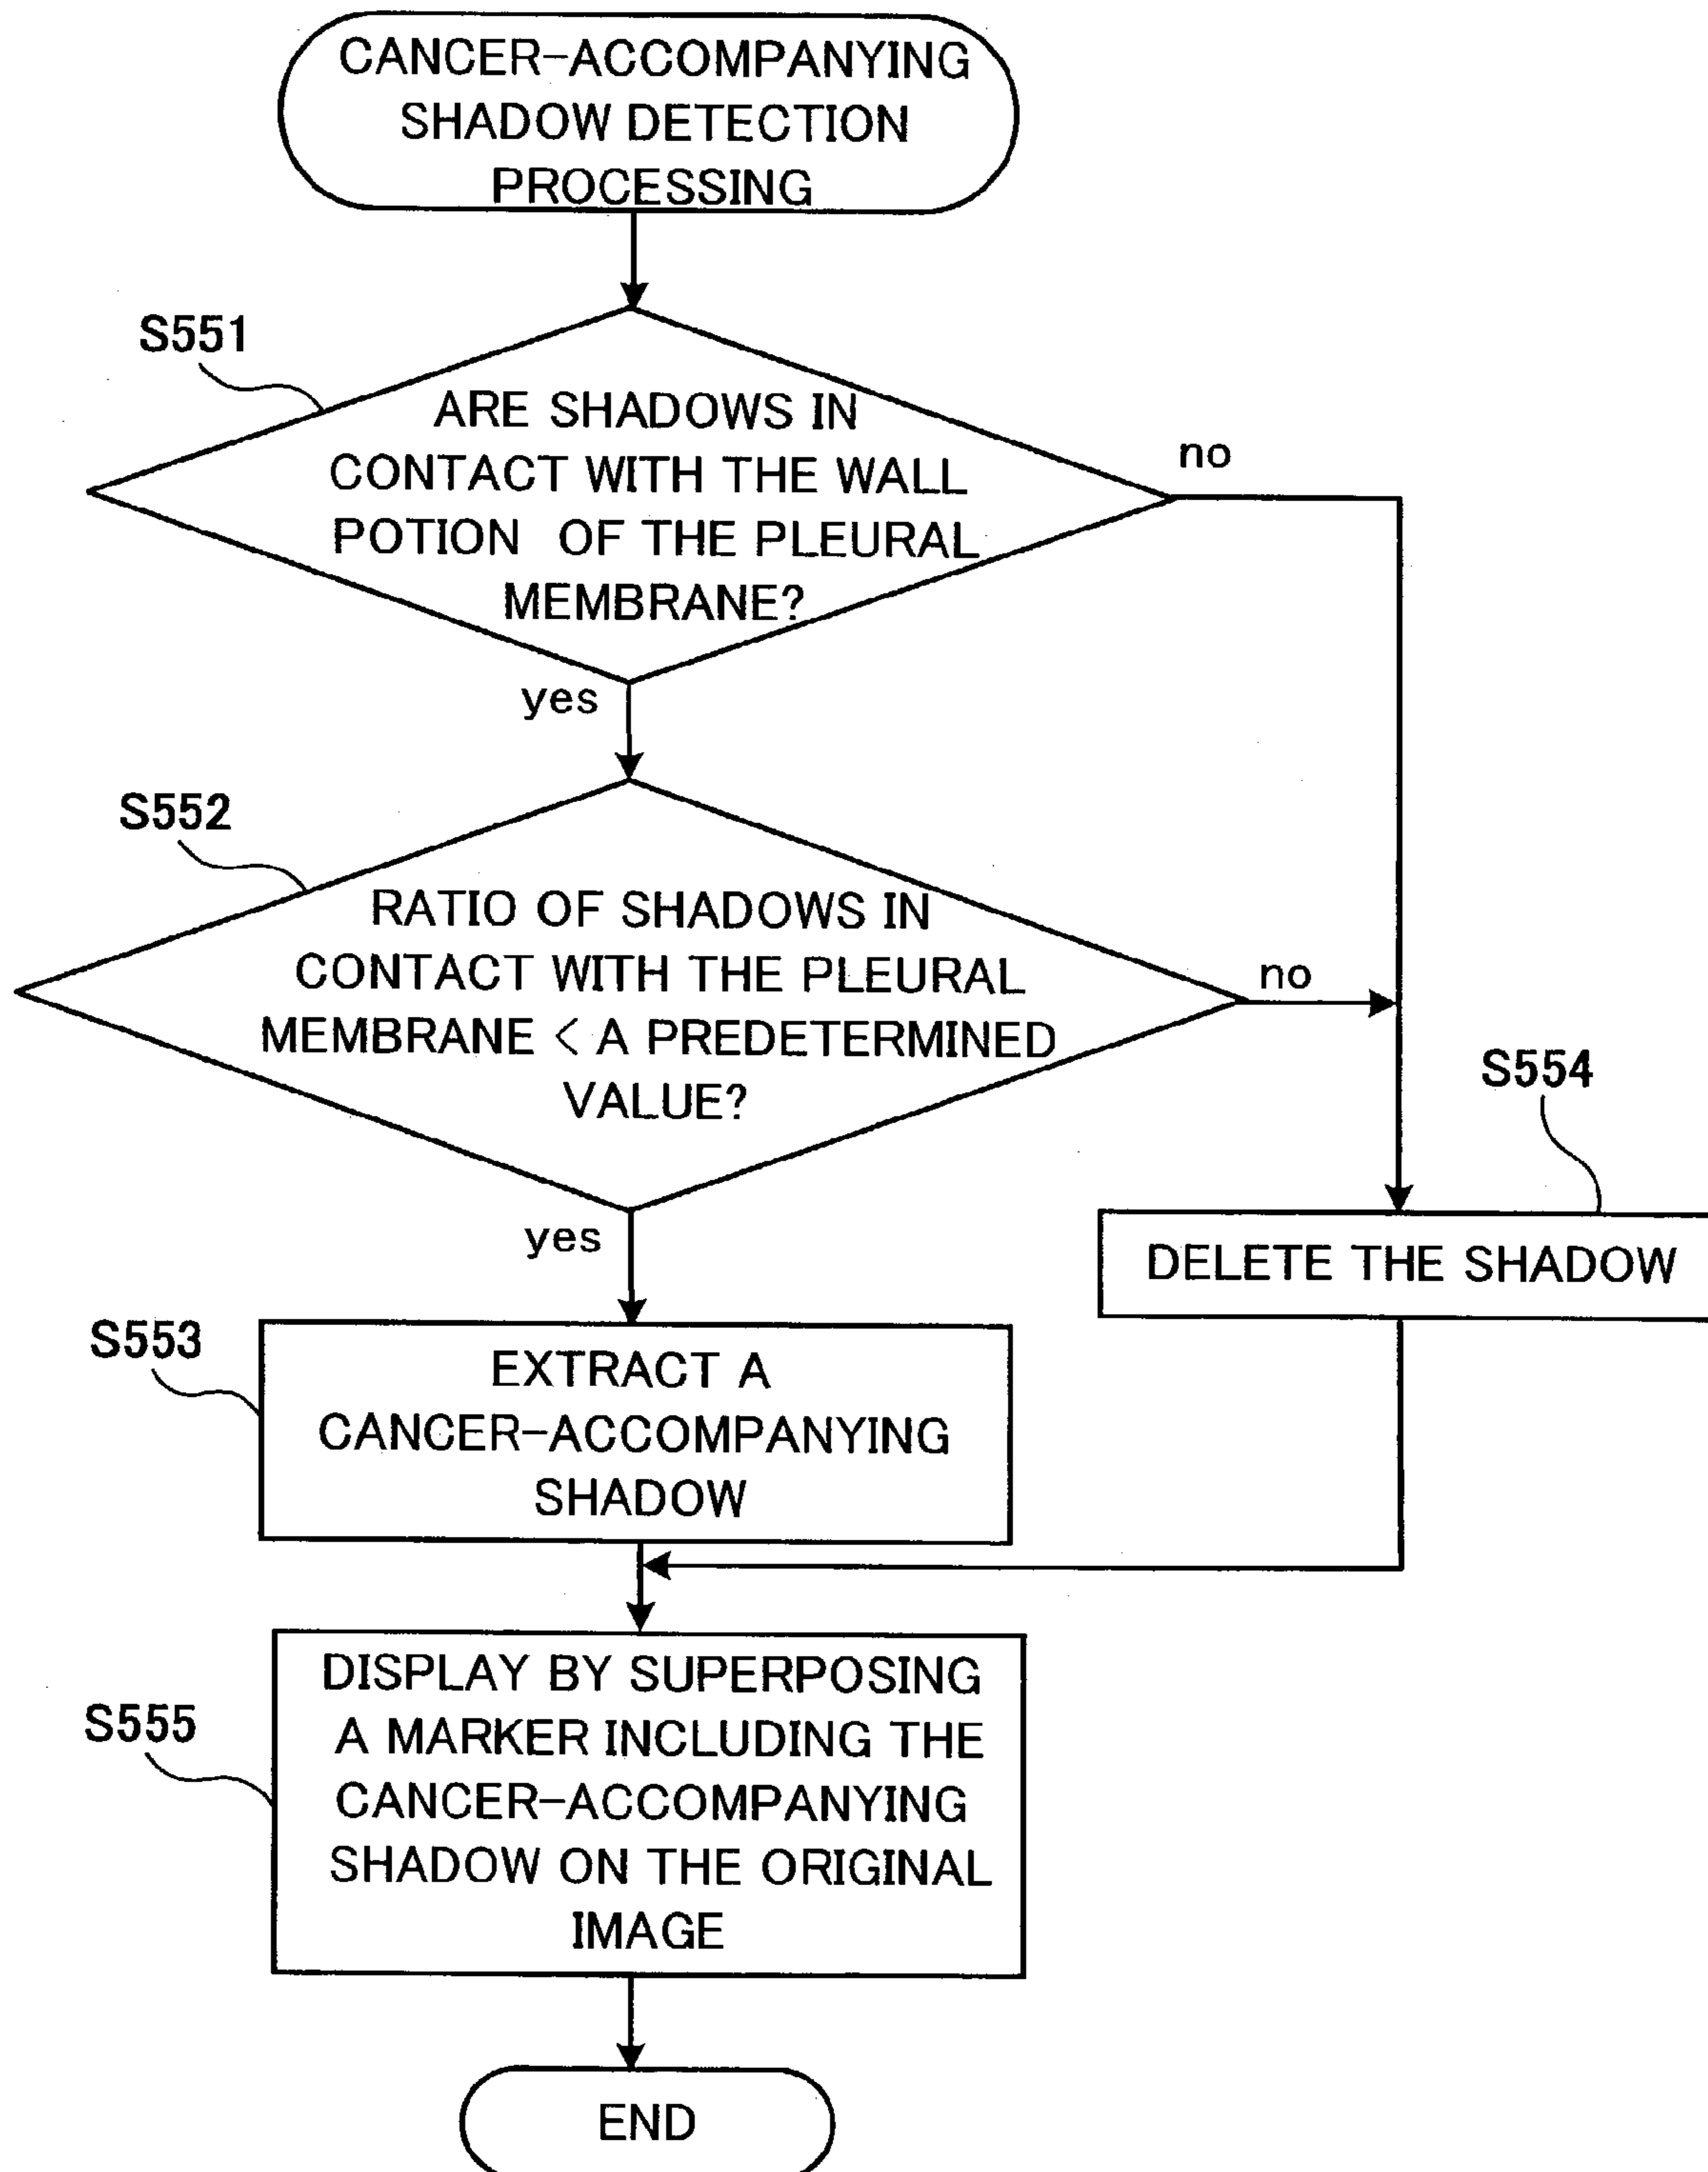 CANCER-ACCOMPANYING
SHADOW DETECTION
PROCESSING
S551
ARE SHADOWS IN
CONTACT WITH THE WALL
POTION OF THE PLEURAL
MEMBRANE?
no
yes
S552
RATIO OF SHADOWS IN
CONTACT WITH THE PLEURAL
MEMBRANE < A PREDETERMINED
VALUE?
no
yes
S554
DELETE THE SHADOW
S553
EXTRACT A
CANCER-ACCOMPANYING
SHADOW
S555
DISPLAY BY SUPERPOSING
A MARKER INCLUDING THE
CANCER-ACCOMPANYING
SHADOW ON THE ORIGINAL
IMAGE
END